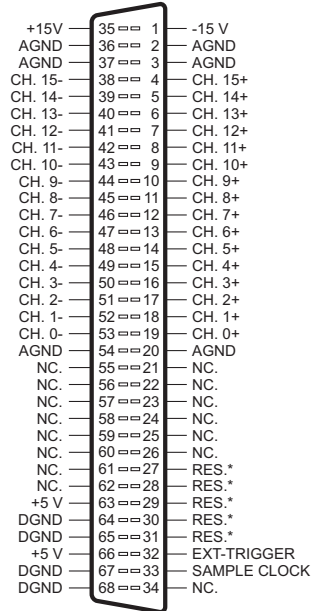 +15V 35 1 -15 V
AGND 36 2 AGND
AGND 37 3 AGND
CH. 15- 38 4 CH. 15+
CH. 14- 39 5 CH. 14+
CH. 13- 40 6 CH. 13+
CH. 12- 41 7 CH. 12+
CH. 11- 42 8 CH. 11+
CH. 10- 43 9 CH. 10+
CH. 9- 44 10 CH. 9+
CH. 8- 45 11 CH. 8+
CH. 7- 46 12 CH. 7+
CH. 6- 47 13 CH. 6+
CH. 5- 48 14 CH. 5+
CH. 4- 49 15 CH. 4+
CH. 3- 50 16 CH. 3+
CH. 2- 51 17 CH. 2+
CH. 1- 52 18 CH. 1+
CH. 0- 53 19 CH. 0+
AGND 54 20 AGND
NC. 55 21 NC.
NC. 56 22 NC.
NC. 57 23 NC.
NC. 58 24 NC.
NC. 59 25 NC.
NC. 60 26 NC.
NC. 61 27 RES.*
NC. 62 28 RES.*
+5 V 63 29 RES.*
DGND 64 30 RES.*
DGND 65 31 RES.*
+5 V 66 32 EXT-TRIGGER
DGND 67 33 SAMPLE CLOCK
DGND 68 34 NC.